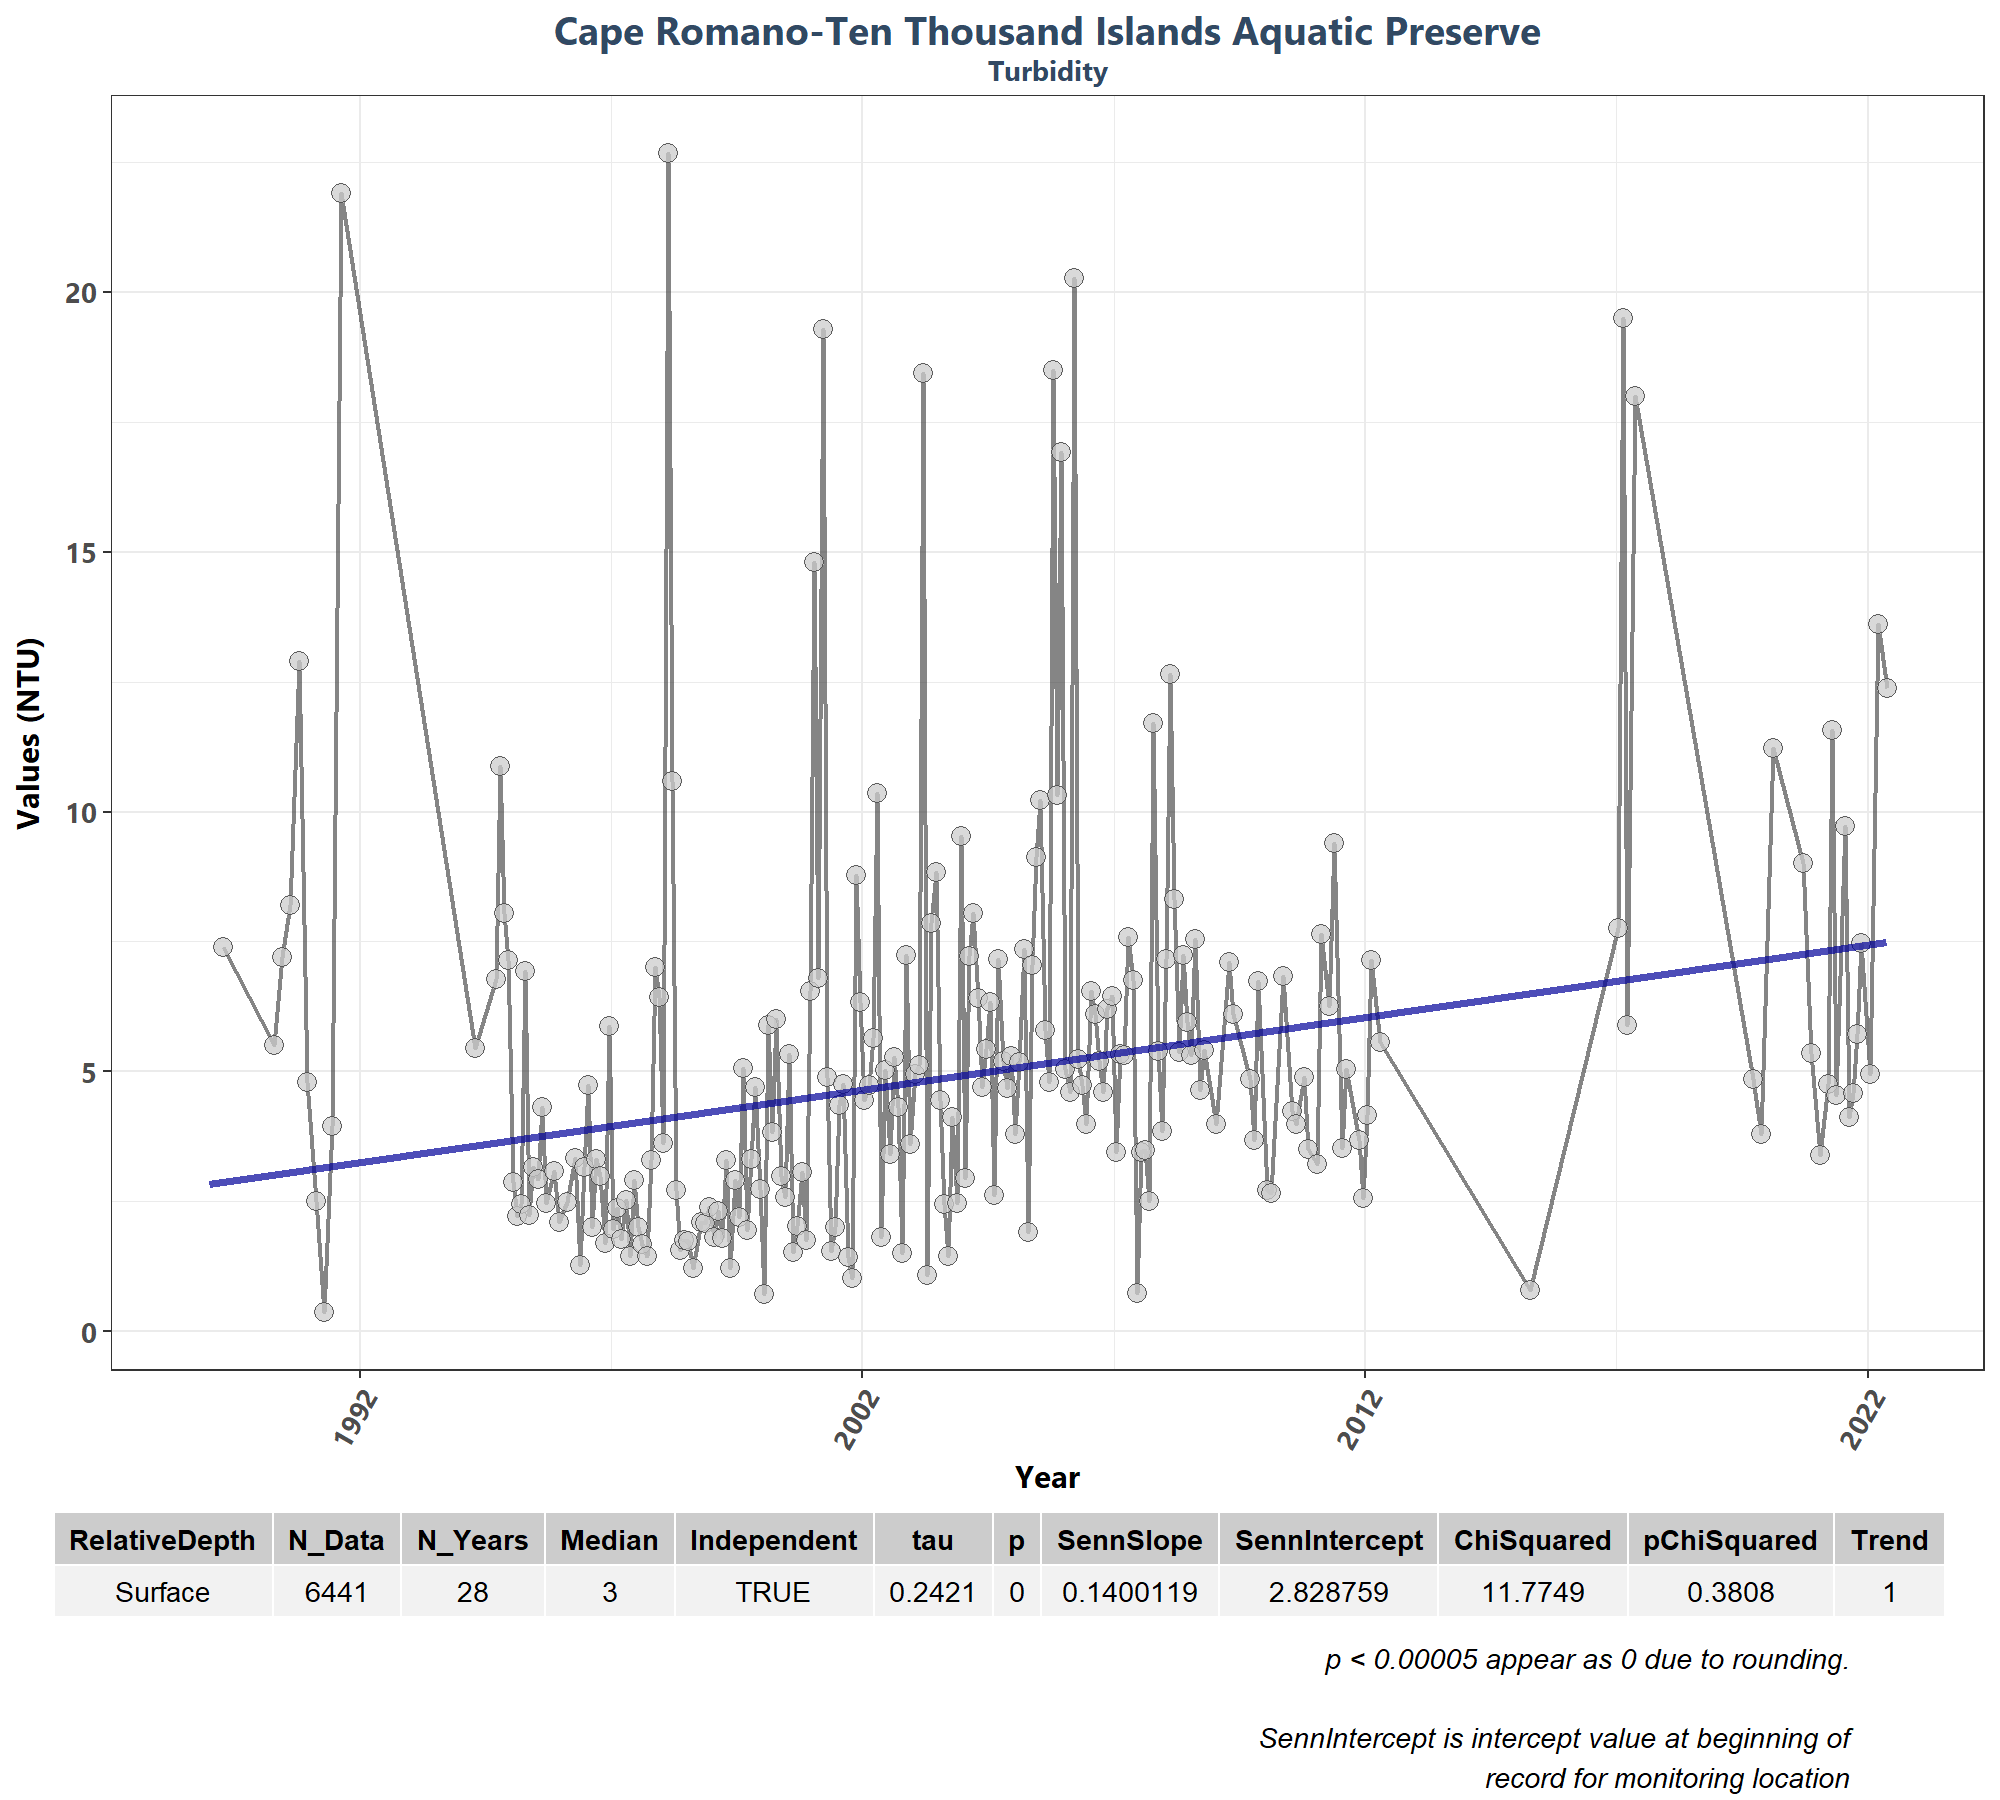 Cape Romano-Ten Thousand Islands Aquatic Preserve
Turbidity
Values (NTU)
20
15
10
5
0
1992
2002
2012
2022
Year
RelativeDepth N_Data N_Years Median Independent tau p SennSlope SennIntercept ChiSquared pChiSquared Trend
Surface 6441 28 3 TRUE 0.2421 0 0.1400119 2.828759 11.7749 0.3808 1
p < 0.00005 appear as 0 due to rounding.
SennIntercept is intercept value at beginning of
record for monitoring location